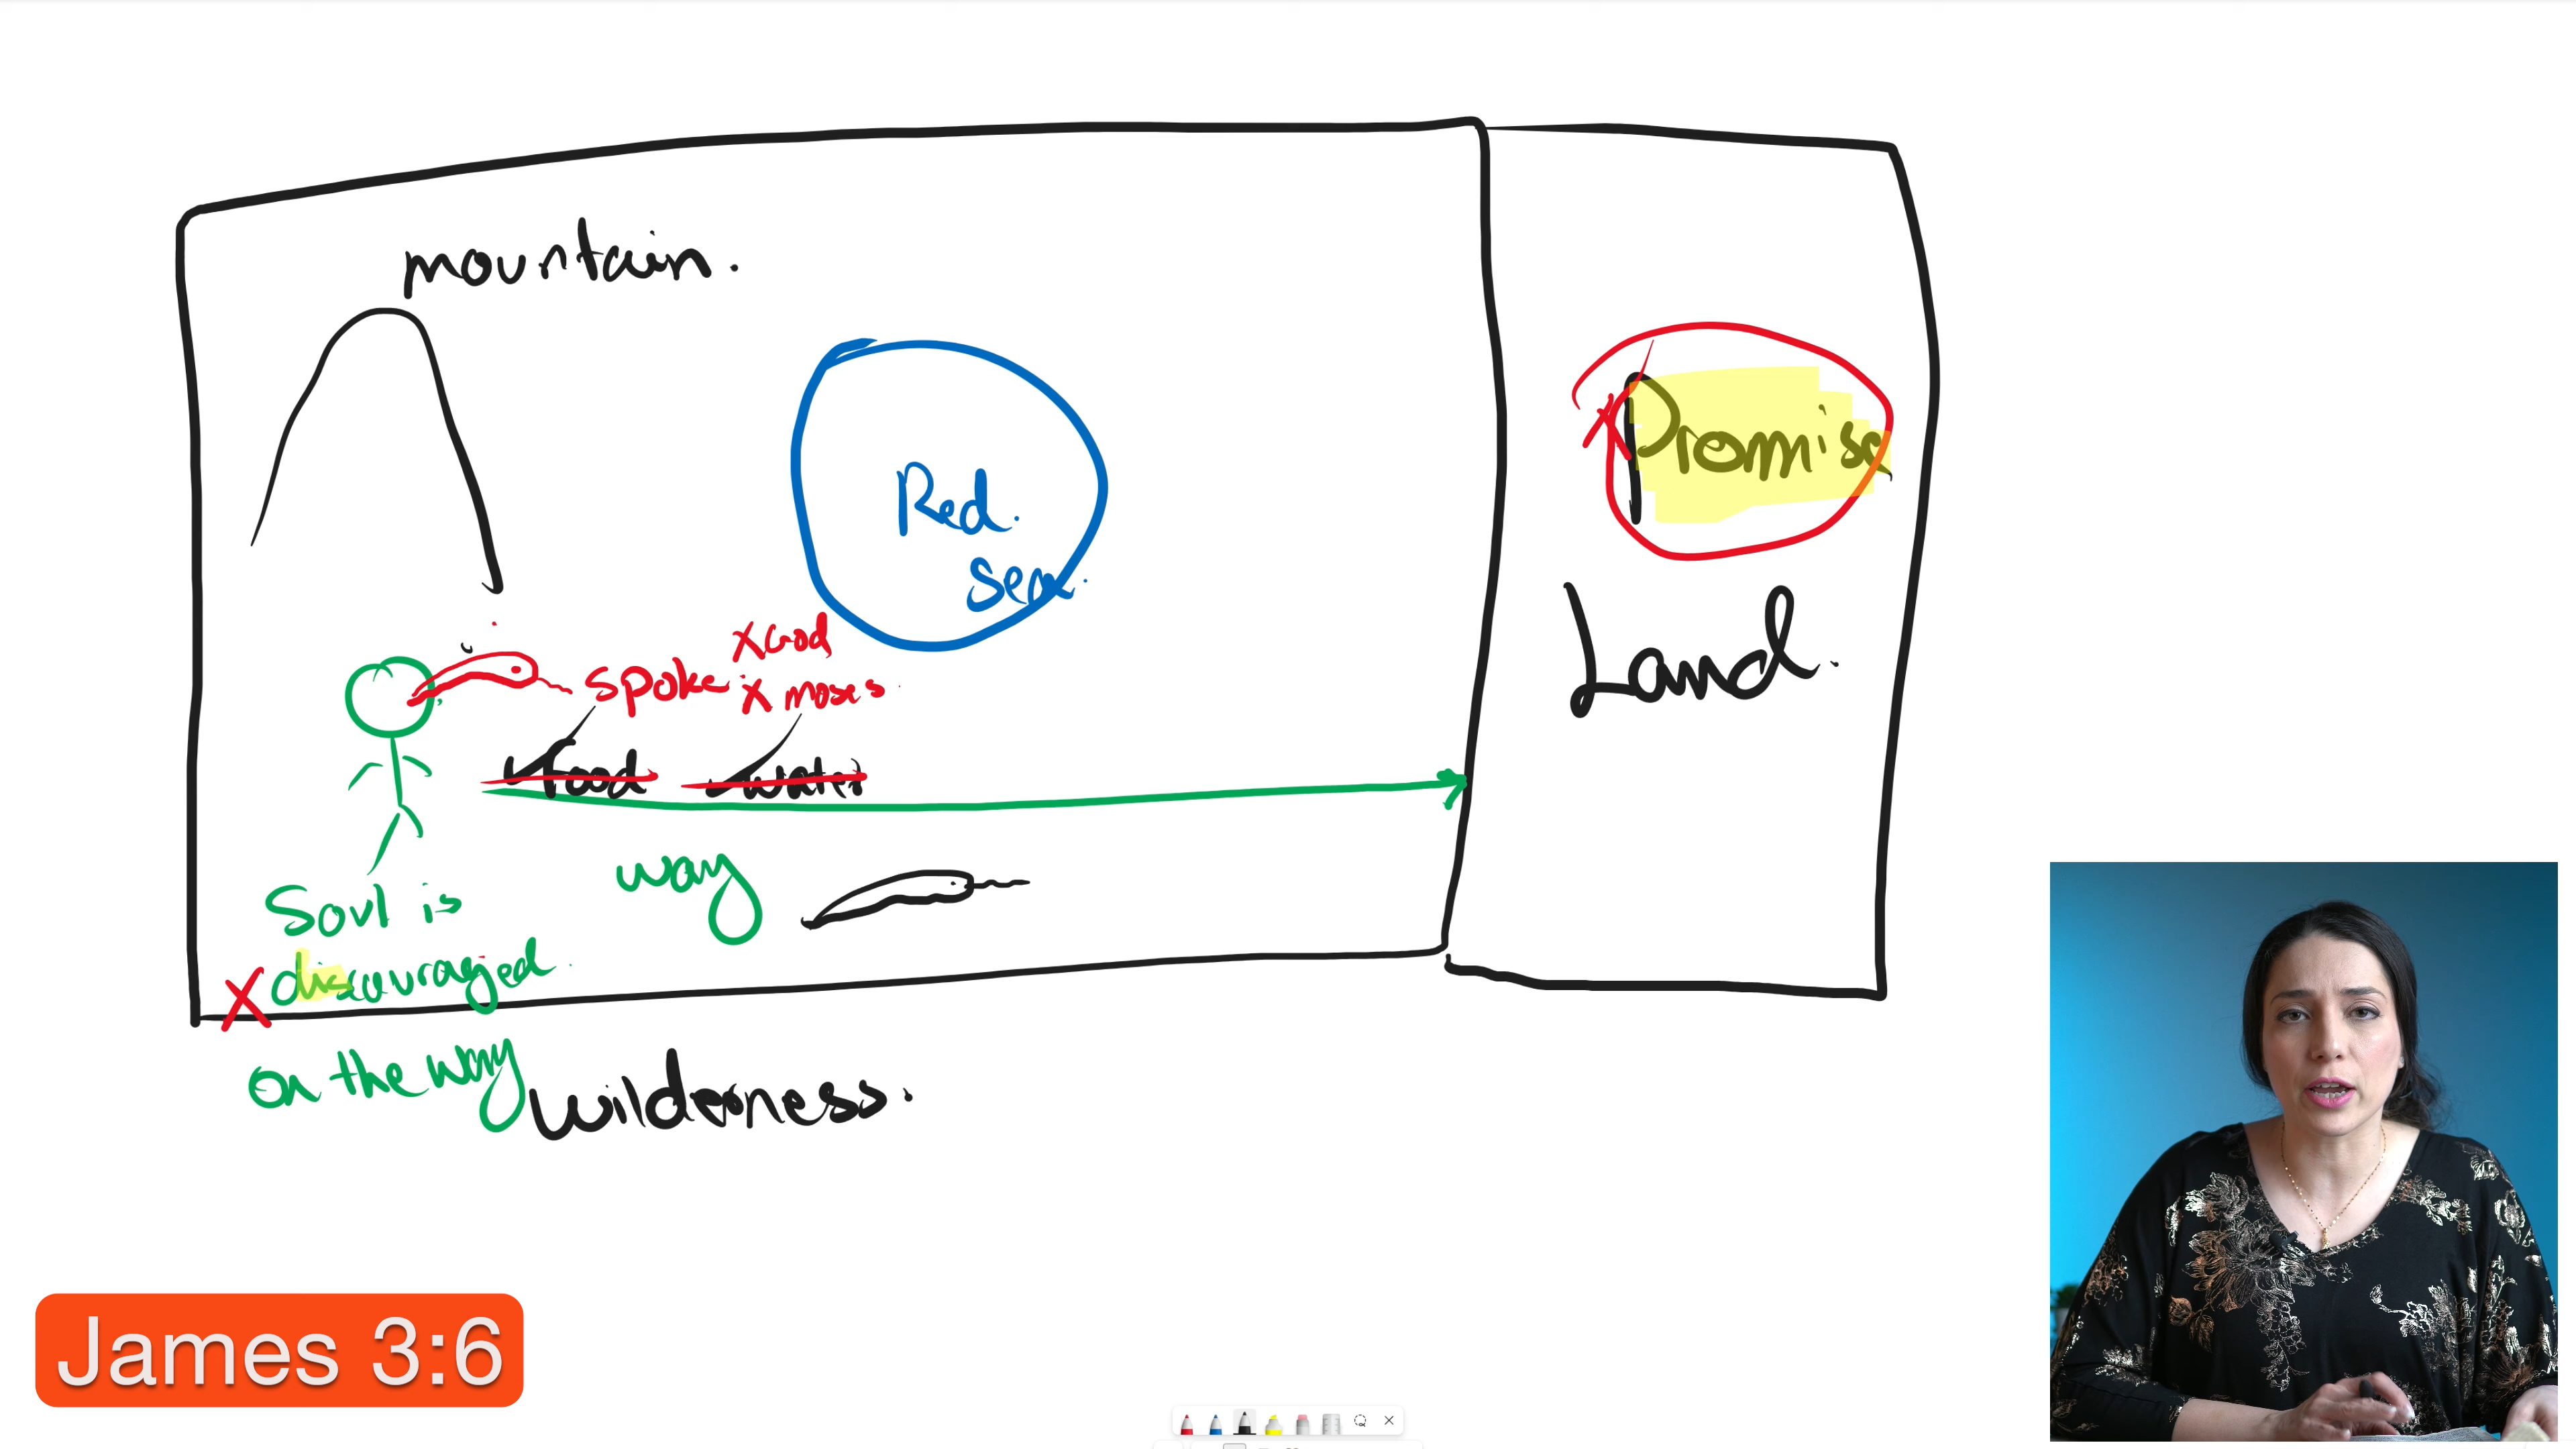 mountain.
Red.
Sea.
Promise
Land.
x God
spoke x moses
food water
way
Soul is
x discouraged.
on the way
wilderness.
James 3:6